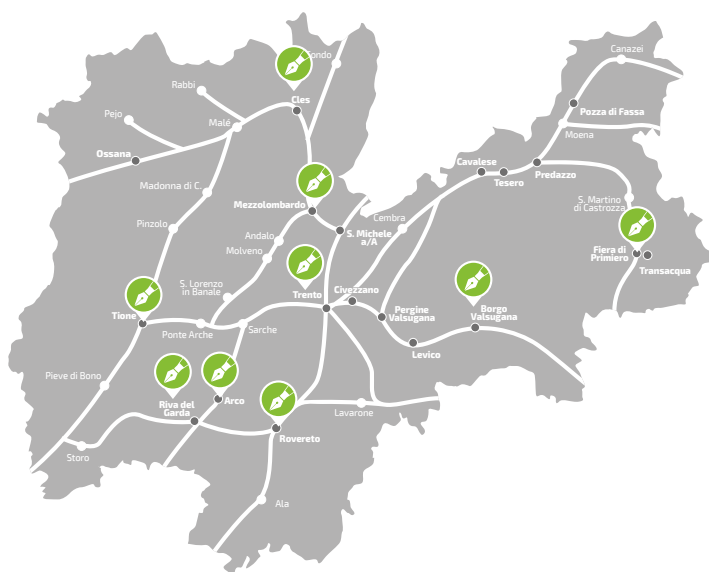 Canazei
Fondo
Rabbi
Cles
Pozza di Fassa
Pejo
Malé
Moena
Ossana
Cavalese
Predazzo
Tesero
Madonna di C.
S. Martino
di Castrozza
Mezzolombardo
Cembra
Pinzolo
Andalo
S. Michele
a/A
Molveno
Fiera di
Primiero
Transacqua
S. Lorenzo
in Banale
Trento
Civezzano
Tione
Pergine
Valsugana
Borgo
Valsugana
Ponte Arche
Sarche
Levico
Pieve di Bono
Riva del
Garda
Arco
Lavarone
Rovereto
Storo
Ala